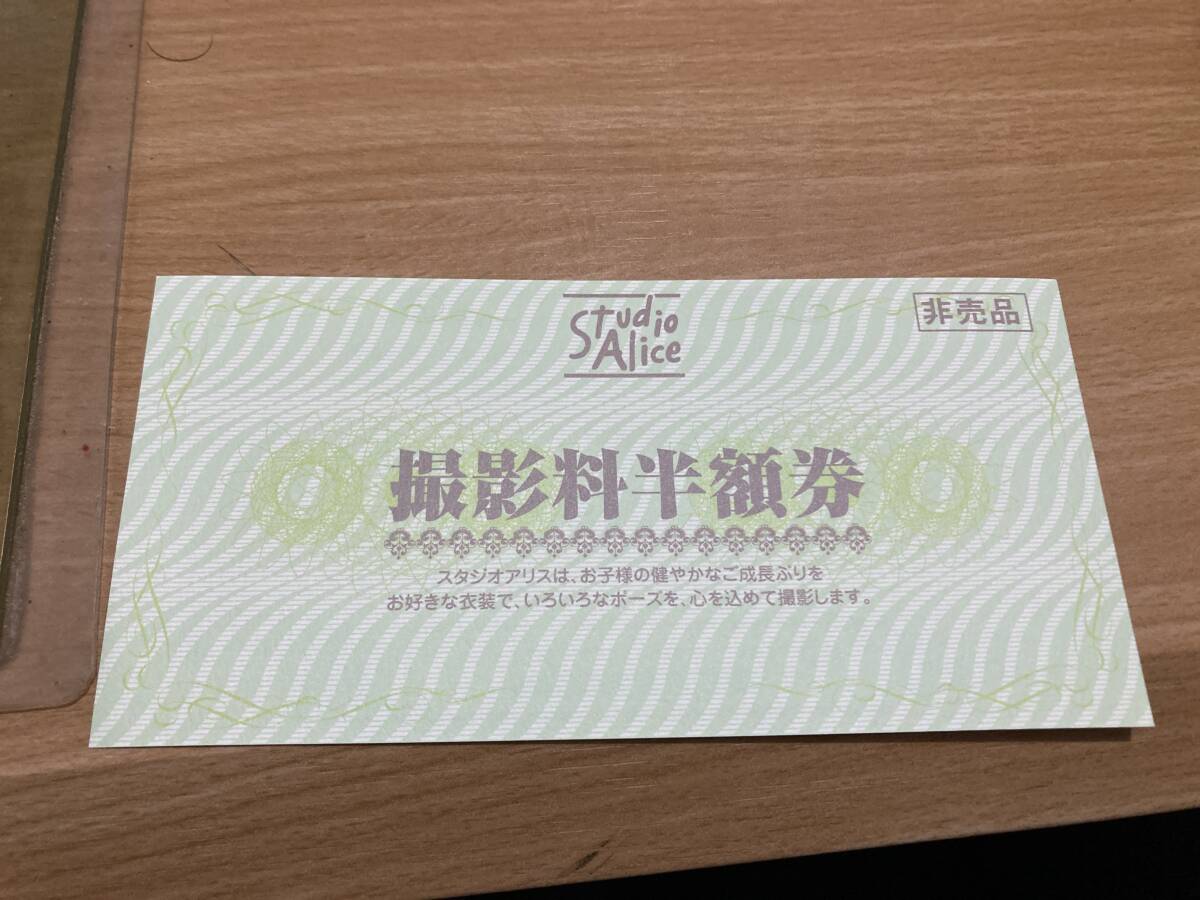 Studio
Alice
非売品
撮影料半額券
スタジオアリスは、お子様の健やかなご成長ぶりを
お好きな衣装で、いろいろなポーズを、心を込めて撮影します。